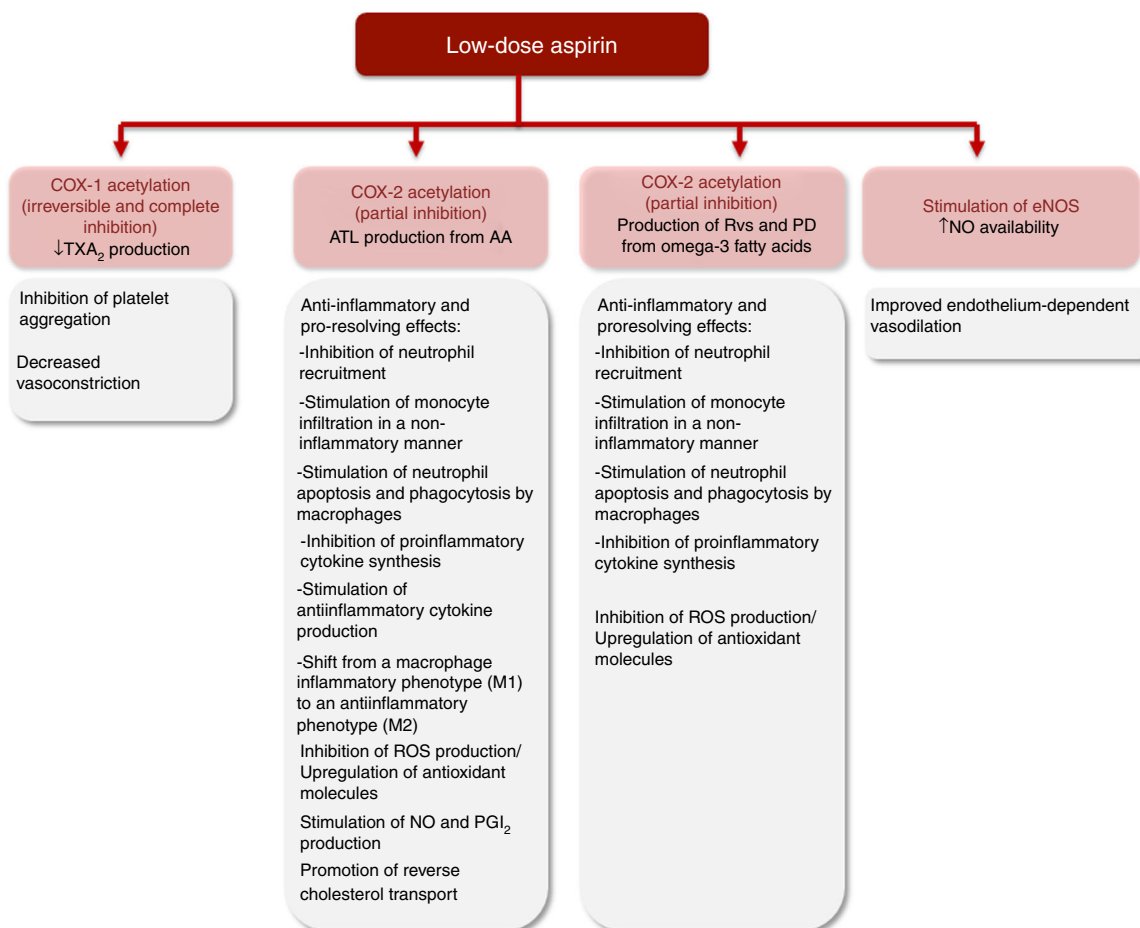 Low-dose aspirin
COX-1 acetylation
(irreversible and complete
inhibition)
↓TXA₂ production
Inhibition of platelet
aggregation
Decreased
vasoconstriction
COX-2 acetylation
(partial inhibition)
ATL production from AA
Anti-inflammatory and
pro-resolving effects:
-Inhibition of neutrophil
recruitment
-Stimulation of monocyte
infiltration in a non-
inflammatory manner
-Stimulation of neutrophil
apoptosis and phagocytosis by
macrophages
-Inhibition of proinflammatory
cytokine synthesis
-Stimulation of
antiinflammatory cytokine
production
-Shift from a macrophage
inflammatory phenotype (M1)
to an antiinflammatory
phenotype (M2)
Inhibition of ROS production/
Upregulation of antioxidant
molecules
Stimulation of NO and PGI₂
production
Promotion of reverse
cholesterol transport
COX-2 acetylation
(partial inhibition)
Production of Rvs and PD
from omega-3 fatty acids
Anti-inflammatory and
proresolving effects:
-Inhibition of neutrophil
recruitment
-Stimulation of monocyte
infiltration in a non-
inflammatory manner
-Stimulation of neutrophil
apoptosis and phagocytosis by
macrophages
-Inhibition of proinflammatory
cytokine synthesis
Inhibition of ROS production/
Upregulation of antioxidant
molecules
Stimulation of eNOS
↑NO availability
Improved endothelium-dependent
vasodilation